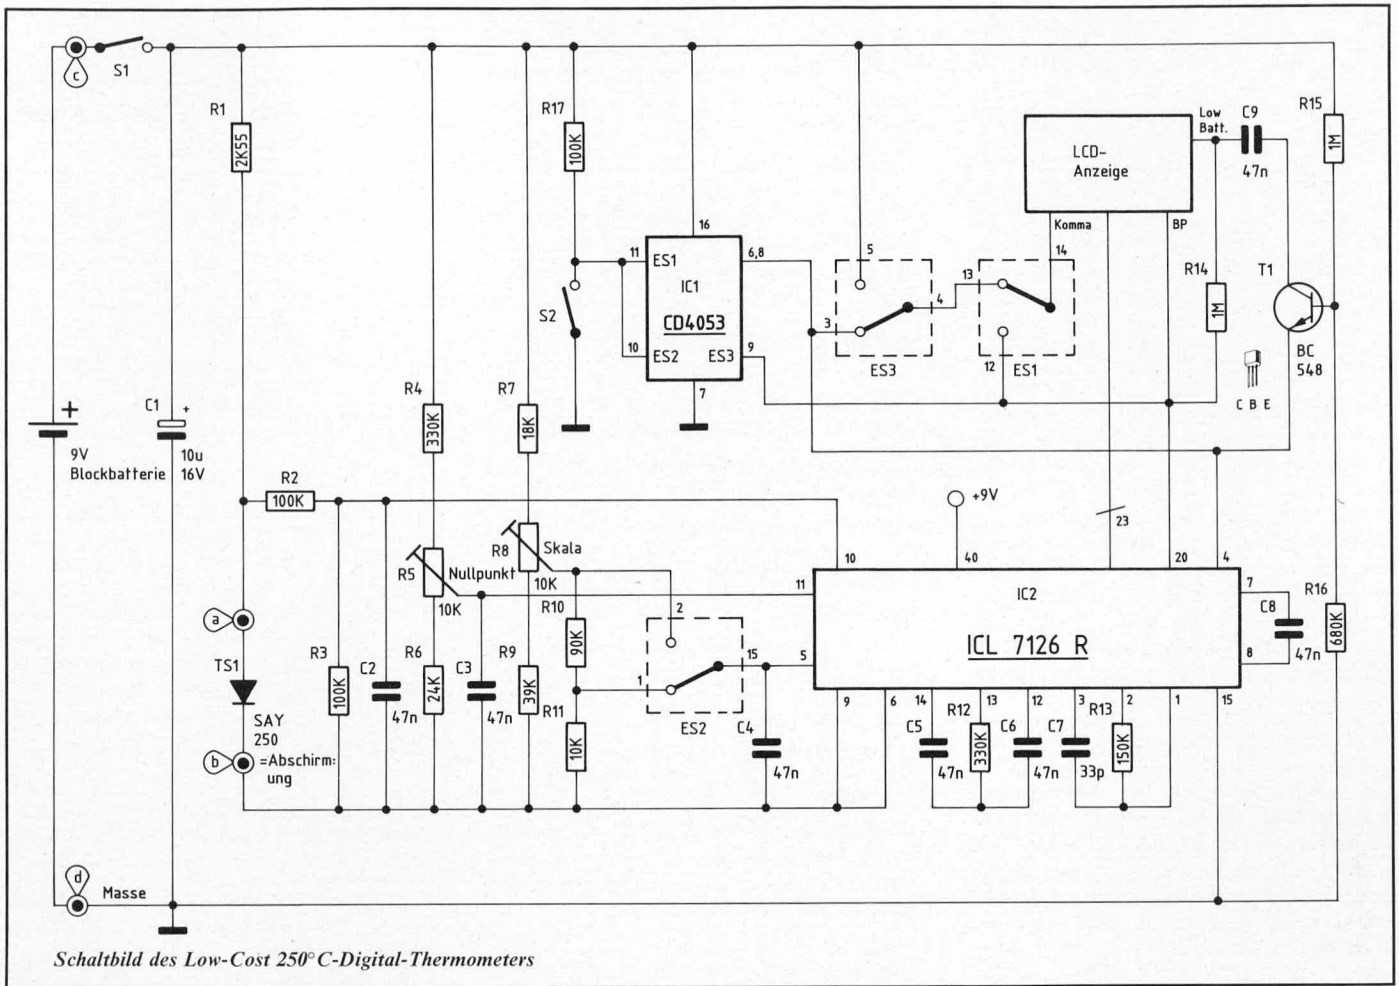 c
S1
R1
2K55
R17
100K
16
11
ES1
6,8
IC1
CD4053
S2
10
ES2
ES3
9
7
5
3
4
ES3
13
14
12
ES1
LCD-
Anzeige
Komma
BP
Low
Batt.
C9
47n
R15
1M
R14
1M
T1
BC
548
C B E
+
9V
Blockbatterie
C1
+
10u
16V
R4
330K
R7
18K
R2
100K
R5
Nullpunkt
10K
R8
Skala
10K
+9V
23
10
40
20
4
11
5
IC2
ICL 7126 R
7
C8
47n
8
R16
680K
a
TS1
SAY
250
b
=Abschirm:
ung
R3
100K
C2
47n
R6
24K
C3
47n
R9
39K
R10
90K
R11
10K
2
15
1
ES2
C4
47n
9
6
14
C5
47n
R12
13
330K
12
C6
47n
3
C7
33p
R13
2
150K
1
15
d
Masse
Schaltbild des Low-Cost 250°C-Digital-Thermometers